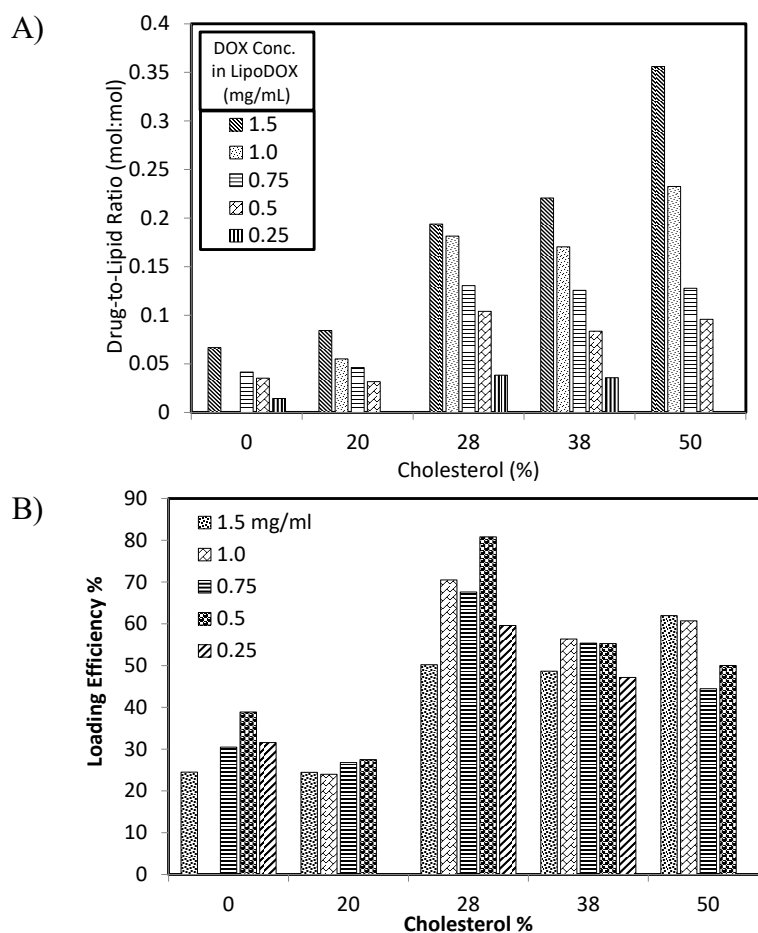 A)
Drug-to-Lipid Ratio (mol:mol)
0.4
0.35
0.3
0.25
0.2
0.15
0.1
0.05
0
DOX Conc.
in LipoDOX
(mg/mL)
1.5
1.0
0.75
0.5
0.25
0 20 28 38 50
Cholesterol (%)
B)
Loading Efficiency %
90
80
70
60
50
40
30
20
10
0
1.5 mg/ml
1.0
0.75
0.5
0.25
0 20 28 38 50
Cholesterol %